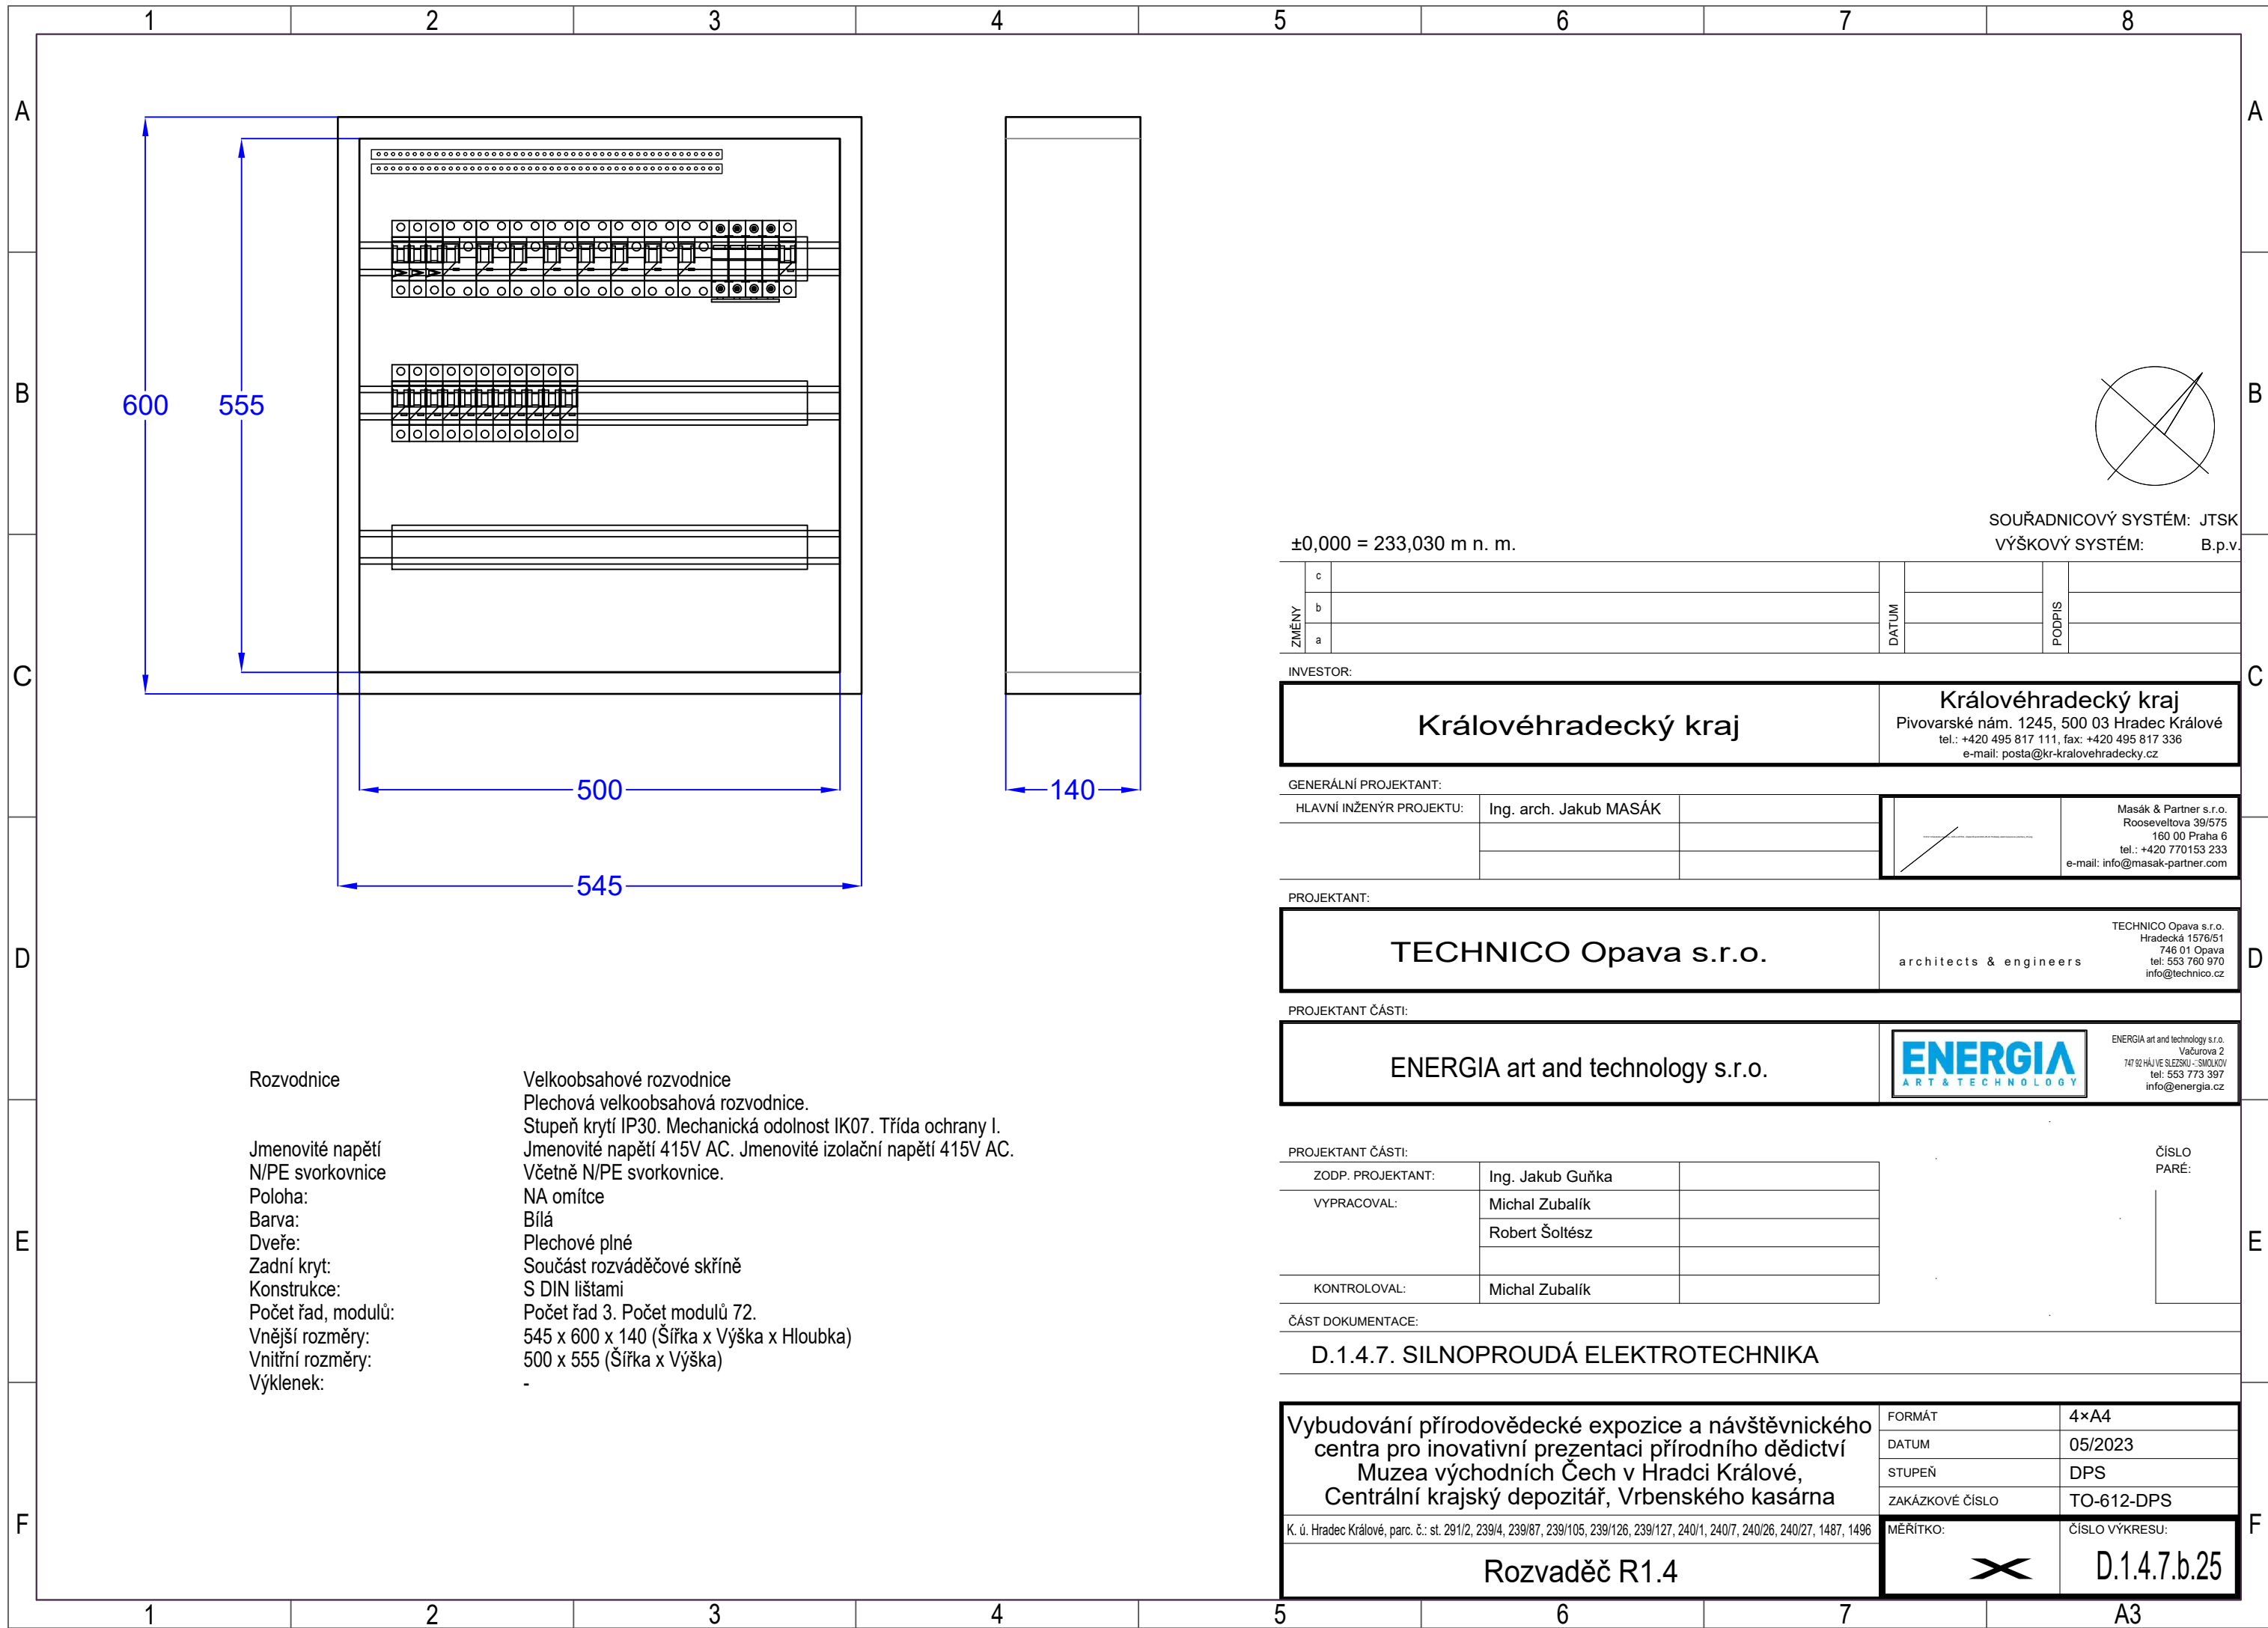 1 2 3 4 5 6 7 8
A A
B B
C C
D D
E E
F F
600
555
500
545
140
SOUŘADNICOVÝ SYSTÉM: JTSK
±0,000 = 233,030 m n. m.
VÝŠKOVÝ SYSTÉM: B.p.v.
ZMĚNY
c
b
a
DATUM
PODPIS
INVESTOR:
Královéhradecký kraj
Královéhradecký kraj
Pivovarské nám. 1245, 500 03 Hradec Králové
tel.: +420 495 817 111, fax: +420 495 817 336
e-mail: posta@kr-kralovehradecky.cz
GENERÁLNÍ PROJEKTANT:
HLAVNÍ INŽENÝR PROJEKTU: Ing. arch. Jakub MASÁK
Masák & Partner s.r.o.
Rooseveltova 39/575
160 00 Praha 6
tel.: +420 770153 233
e-mail: info@masak-partner.com
PROJEKTANT:
TECHNICO Opava s.r.o.
architects & engineers
TECHNICO Opava s.r.o.
Hradecká 1576/51
746 01 Opava
tel: 553 760 970
info@technico.cz
PROJEKTANT ČÁSTI:
ENERGIA art and technology s.r.o.
ENERGIA
ART & TECHNOLOGY
ENERGIA art and technology s.r.o.
Vačurova 2
747 92 HÁJ VE SLEZSKU - SMOLKOV
tel: 553 773 397
info@energia.cz
Rozvodnice Velkoobsahové rozvodnice
Plechová velkoobsahová rozvodnice.
Stupeň krytí IP30. Mechanická odolnost IK07. Třída ochrany I.
Jmenovité napětí Jmenovité napětí 415V AC. Jmenovité izolační napětí 415V AC.
N/PE svorkovnice Včetně N/PE svorkovnice.
Poloha: NA omítce
Barva: Bílá
Dveře: Plechové plné
Zadní kryt: Součást rozváděčové skříně
Konstrukce: S DIN lištami
Počet řad, modulů: Počet řad 3. Počet modulů 72.
Vnější rozměry: 545 x 600 x 140 (Šířka x Výška x Hloubka)
Vnitřní rozměry: 500 x 555 (Šířka x Výška)
Výklenek: -
PROJEKTANT ČÁSTI:
ZODP. PROJEKTANT: Ing. Jakub Guňka
VYPRACOVAL: Michal Zubalík
Robert Šoltész
KONTROLOVAL: Michal Zubalík
ČÍSLO
PARÉ:
ČÁST DOKUMENTACE:
D.1.4.7. SILNOPROUDÁ ELEKTROTECHNIKA
Vybudování přírodovědecké expozice a návštěvnického
centra pro inovativní prezentaci přírodního dědictví
Muzea východních Čech v Hradci Králové,
Centrální krajský depozitář, Vrbenského kasárna
K. ú. Hradec Králové, parc. č.: st. 291/2, 239/4, 239/87, 239/105, 239/126, 239/127, 240/1, 240/7, 240/26, 240/27, 1487, 1496
Rozvaděč R1.4
FORMÁT 4×A4
DATUM 05/2023
STUPEŇ DPS
ZAKÁZKOVÉ ČÍSLO TO-612-DPS
MĚŘÍTKO:
ČÍSLO VÝKRESU:
D.1.4.7.b.25
1 2 3 4 5 6 7 A3